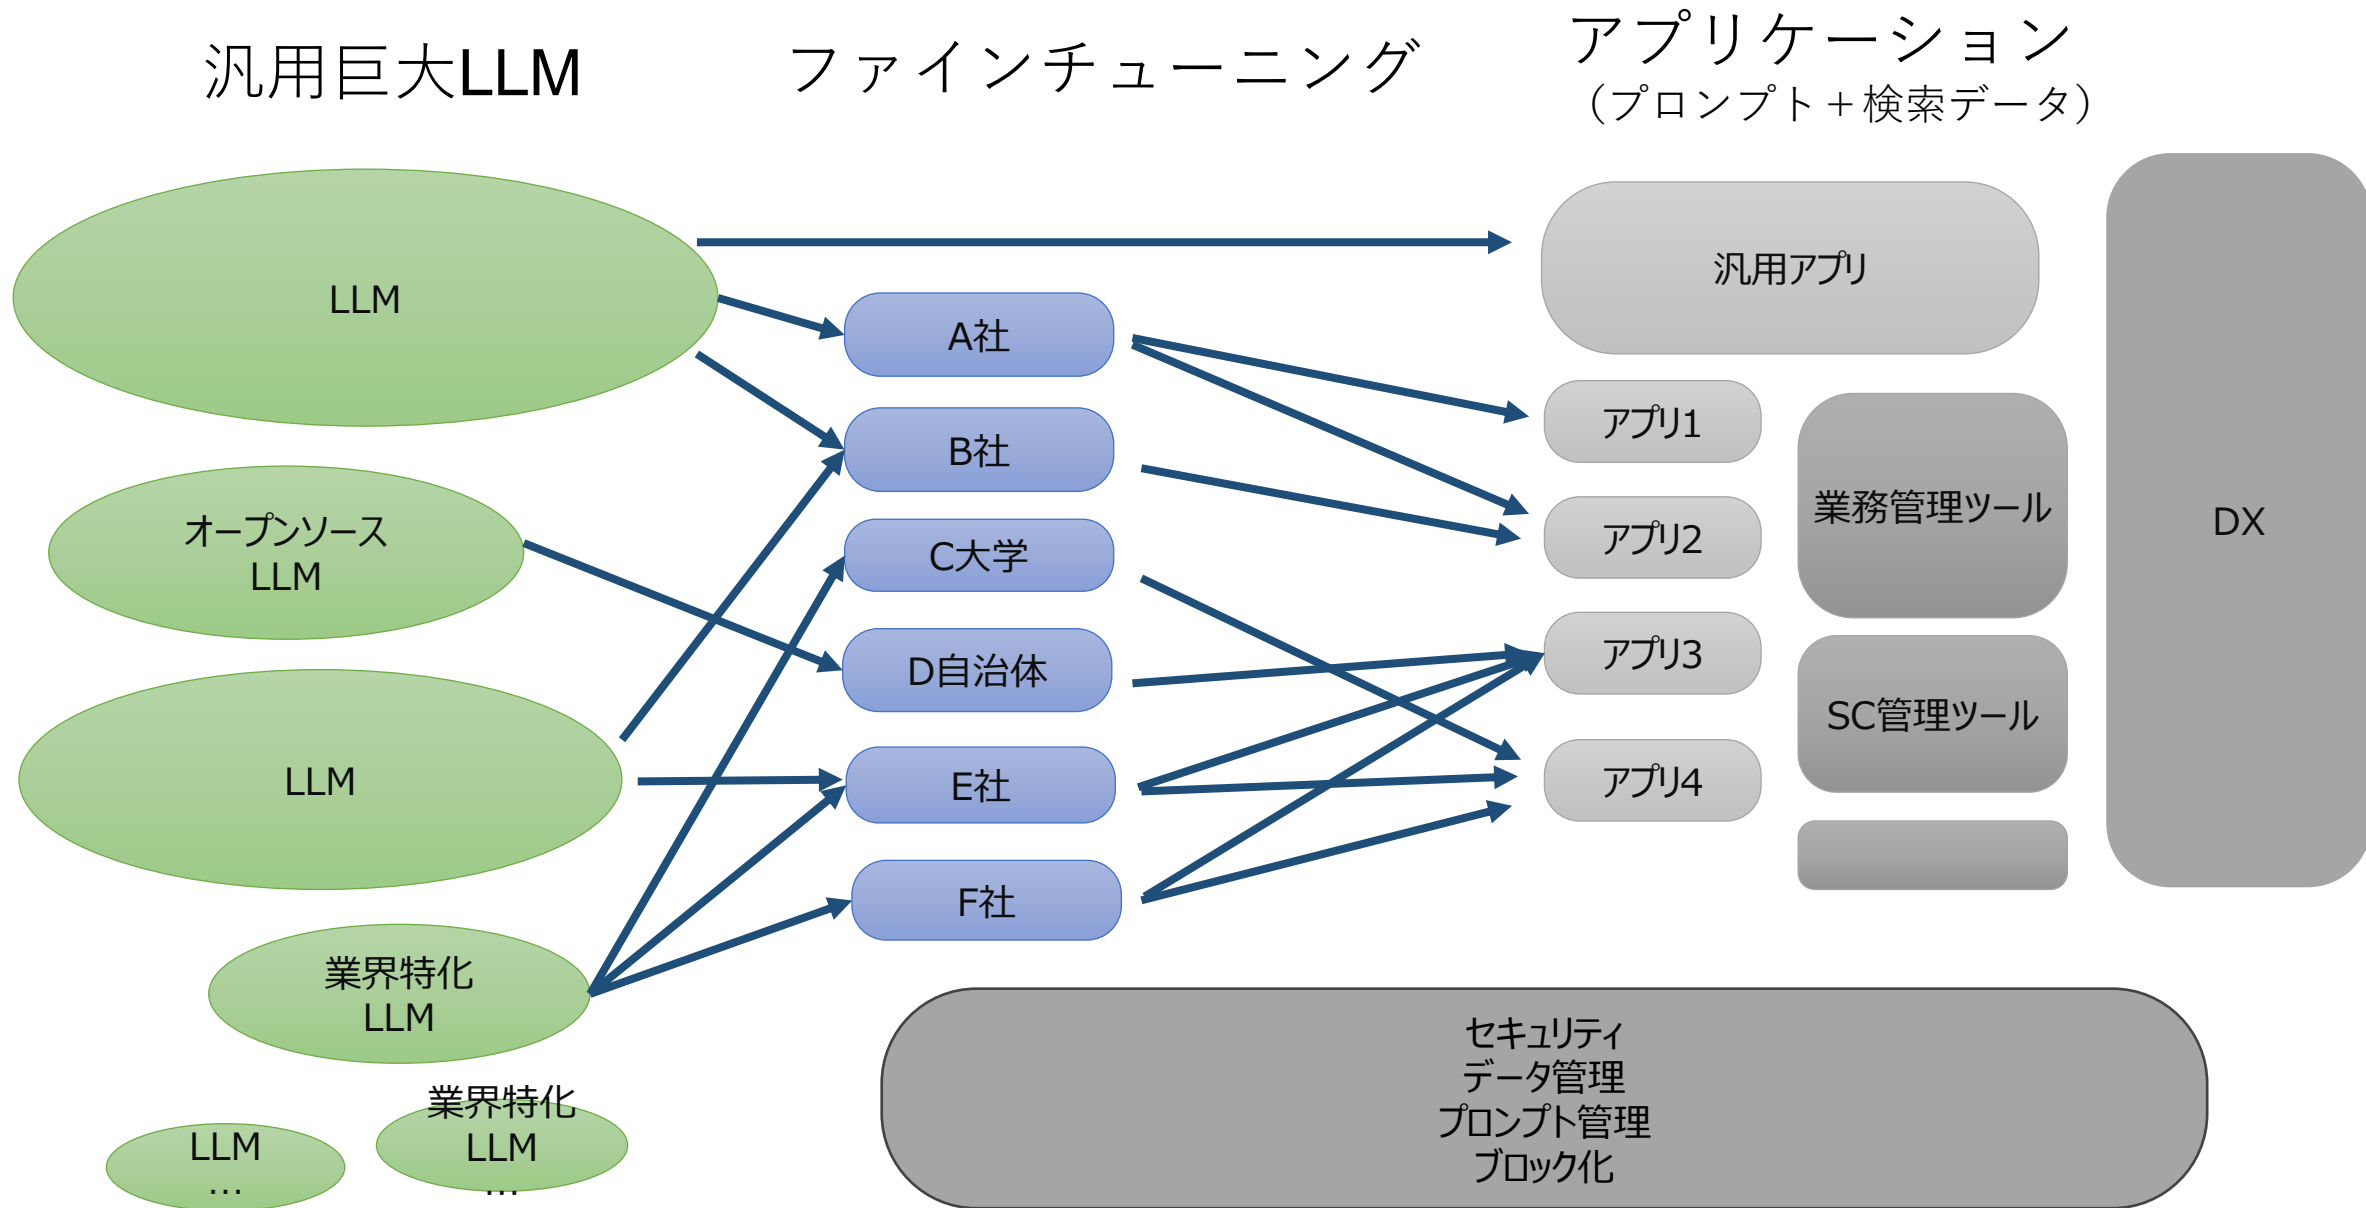 汎用巨大LLM
ファインチューニング
アプリケーション
（プロンプト＋検索データ）
LLM
オープンソース
LLM
LLM
業界特化
LLM
LLM
…
業界特化
LLM
…
A社
B社
C大学
D自治体
E社
F社
汎用アプリ
アプリ1
アプリ2
アプリ3
アプリ4
業務管理ツール
SC管理ツール
DX
セキュリティ
データ管理
プロンプト管理
ブロック化